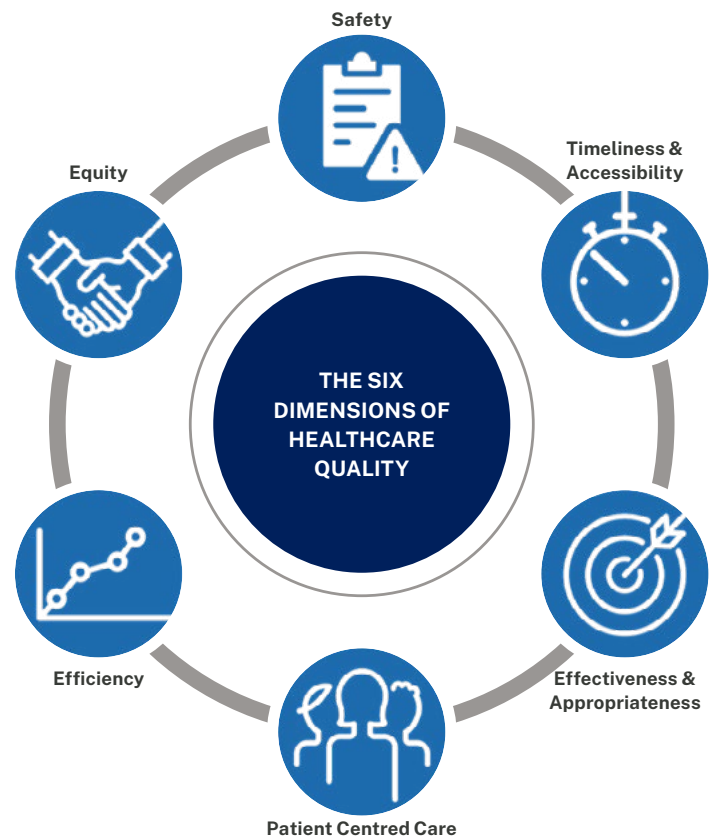 Safety
Timeliness &
Accessibility
Equity
THE SIX
DIMENSIONS OF
HEALTHCARE
QUALITY
Efficiency
Effectiveness &
Appropriateness
Patient Centred Care